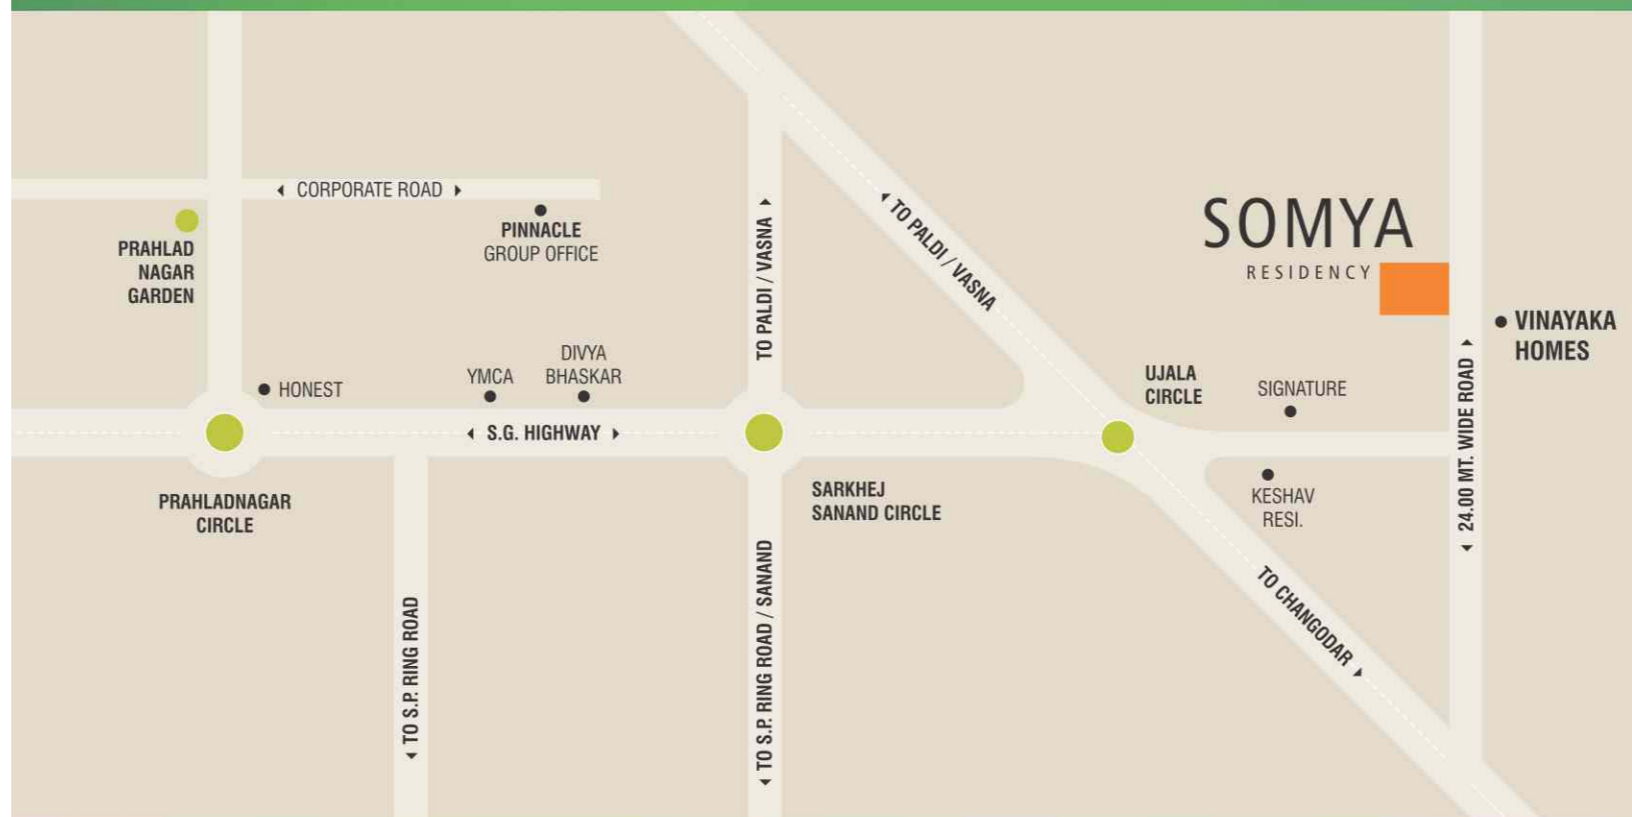 CORPORATE ROAD
PRAHLAD
NAGAR
GARDEN
PINNACLE
GROUP OFFICE
HONEST
YMCA
DIVYA
BHASKAR
S.G. HIGHWAY
PRAHLADNAGAR
CIRCLE
TO S.P. RING ROAD
TO PALDI / VASNA
SARKHEJ
SANAND CIRCLE
TO S.P. RING ROAD / SANAND
TO PALDI / VASNA
UJALA
CIRCLE
SOMYA
RESIDENCY
VINAYAKA
HOMES
SIGNATURE
KESHAV
RESI.
24.00 MT. WIDE ROAD
TO CHANGODAR